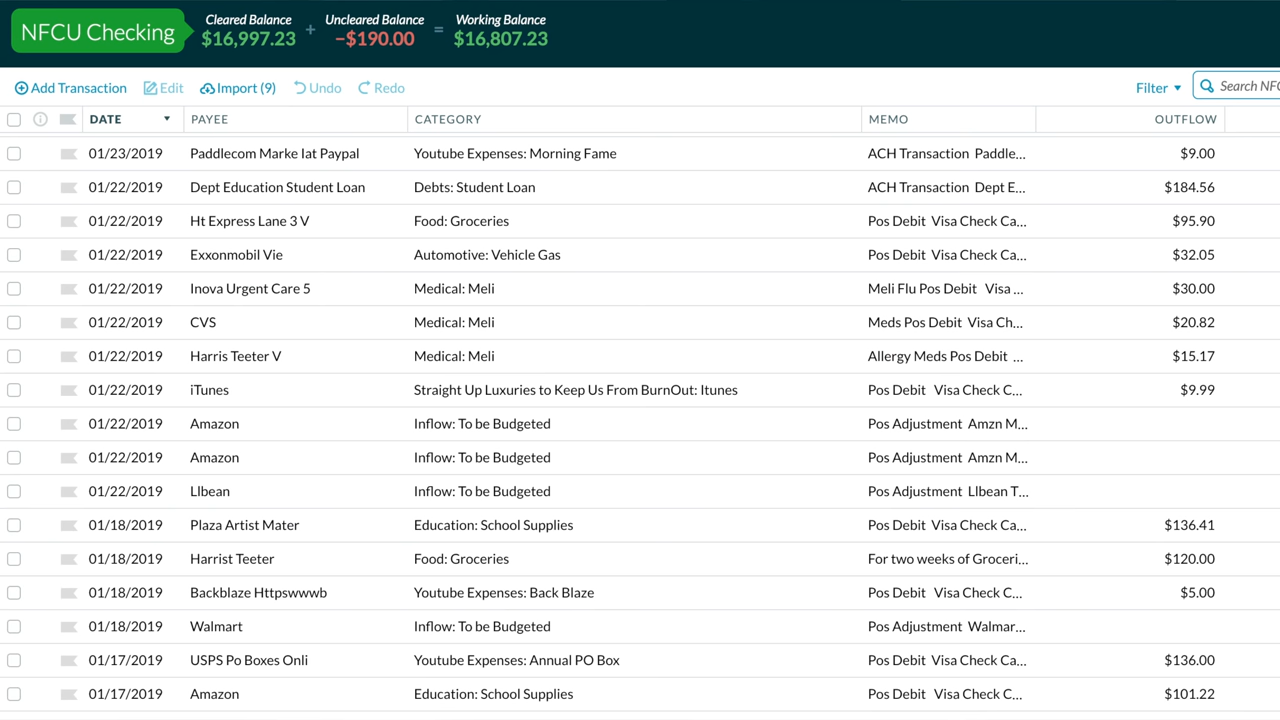 NFCU Checking
Cleared Balance + Uncleared Balance = Working Balance
$16,997.23 −$190.00 $16,807.23
Add Transaction Edit Import (9) Undo Redo Filter Search NFC
DATE PAYEE CATEGORY MEMO OUTFLOW
01/23/2019 Paddlecom Marke Iat Paypal Youtube Expenses: Morning Fame ACH Transaction Paddle... $9.00
01/22/2019 Dept Education Student Loan Debts: Student Loan ACH Transaction Dept E... $184.56
01/22/2019 Ht Express Lane 3 V Food: Groceries Pos Debit Visa Check Ca... $95.90
01/22/2019 Exxonmobil Vie Automotive: Vehicle Gas Pos Debit Visa Check Ca... $32.05
01/22/2019 Inova Urgent Care 5 Medical: Meli Meli Flu Pos Debit Visa ... $30.00
01/22/2019 CVS Medical: Meli Meds Pos Debit Visa Ch... $20.82
01/22/2019 Harris Teeter V Medical: Meli Allergy Meds Pos Debit ... $15.17
01/22/2019 iTunes Straight Up Luxuries to Keep Us From BurnOut: Itunes Pos Debit Visa Check C... $9.99
01/22/2019 Amazon Inflow: To be Budgeted Pos Adjustment Amzn M...
01/22/2019 Amazon Inflow: To be Budgeted Pos Adjustment Amzn M...
01/22/2019 Llbean Inflow: To be Budgeted Pos Adjustment Llbean T...
01/18/2019 Plaza Artist Mater Education: School Supplies Pos Debit Visa Check Ca... $136.41
01/18/2019 Harrist Teeter Food: Groceries For two weeks of Groceri... $120.00
01/18/2019 Backblaze Httpswwwb Youtube Expenses: Back Blaze Pos Debit Visa Check C... $5.00
01/18/2019 Walmart Inflow: To be Budgeted Pos Adjustment Walmar...
01/17/2019 USPS Po Boxes Onli Youtube Expenses: Annual PO Box Pos Debit Visa Check Ca... $136.00
01/17/2019 Amazon Education: School Supplies Pos Debit Visa Check C... $101.22